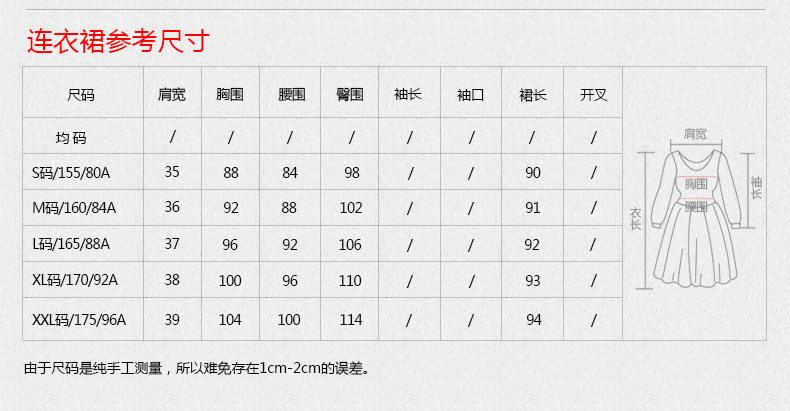 连衣裙参考尺寸
尺码 肩宽 胸围 腰围 臀围 袖长 袖口 裙长 开叉
均码 / / / / / / / /
S码/155/80A 35 88 84 98 / / 90 /
M码/160/84A 36 92 88 102 / / 91 /
L码/165/88A 37 96 92 106 / / 92 /
XL码/170/92A 38 100 96 110 / / 93 /
XXL码/175/96A 39 104 100 114 / / 94 /
肩宽
胸围
腰围
袖长
衣长
由于尺码是纯手工测量，所以难免存在1cm-2cm的误差。